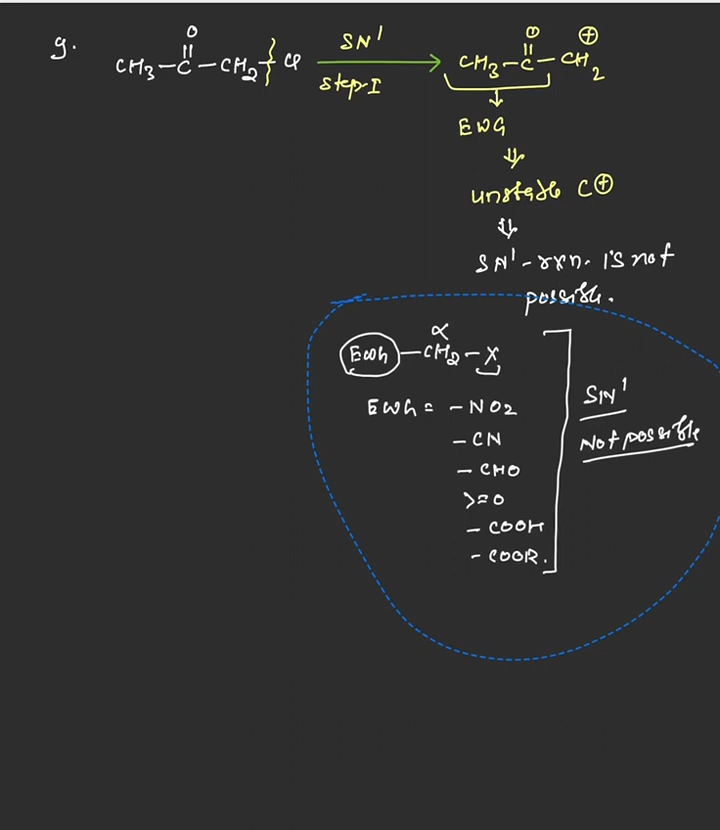 9.
O
||
CH3-C-CH2 } Cl
SN1
Step-I
O ⊕
||
CH3-C-CH2
EWG
⇓
unstable C⊕
⇓
SN1-rxn. is not
possible.
α
EWG-CH2-X
EWG = -NO2
-CN
-CHO
>=O
-COOH
-COOR.
SN1
Not possible